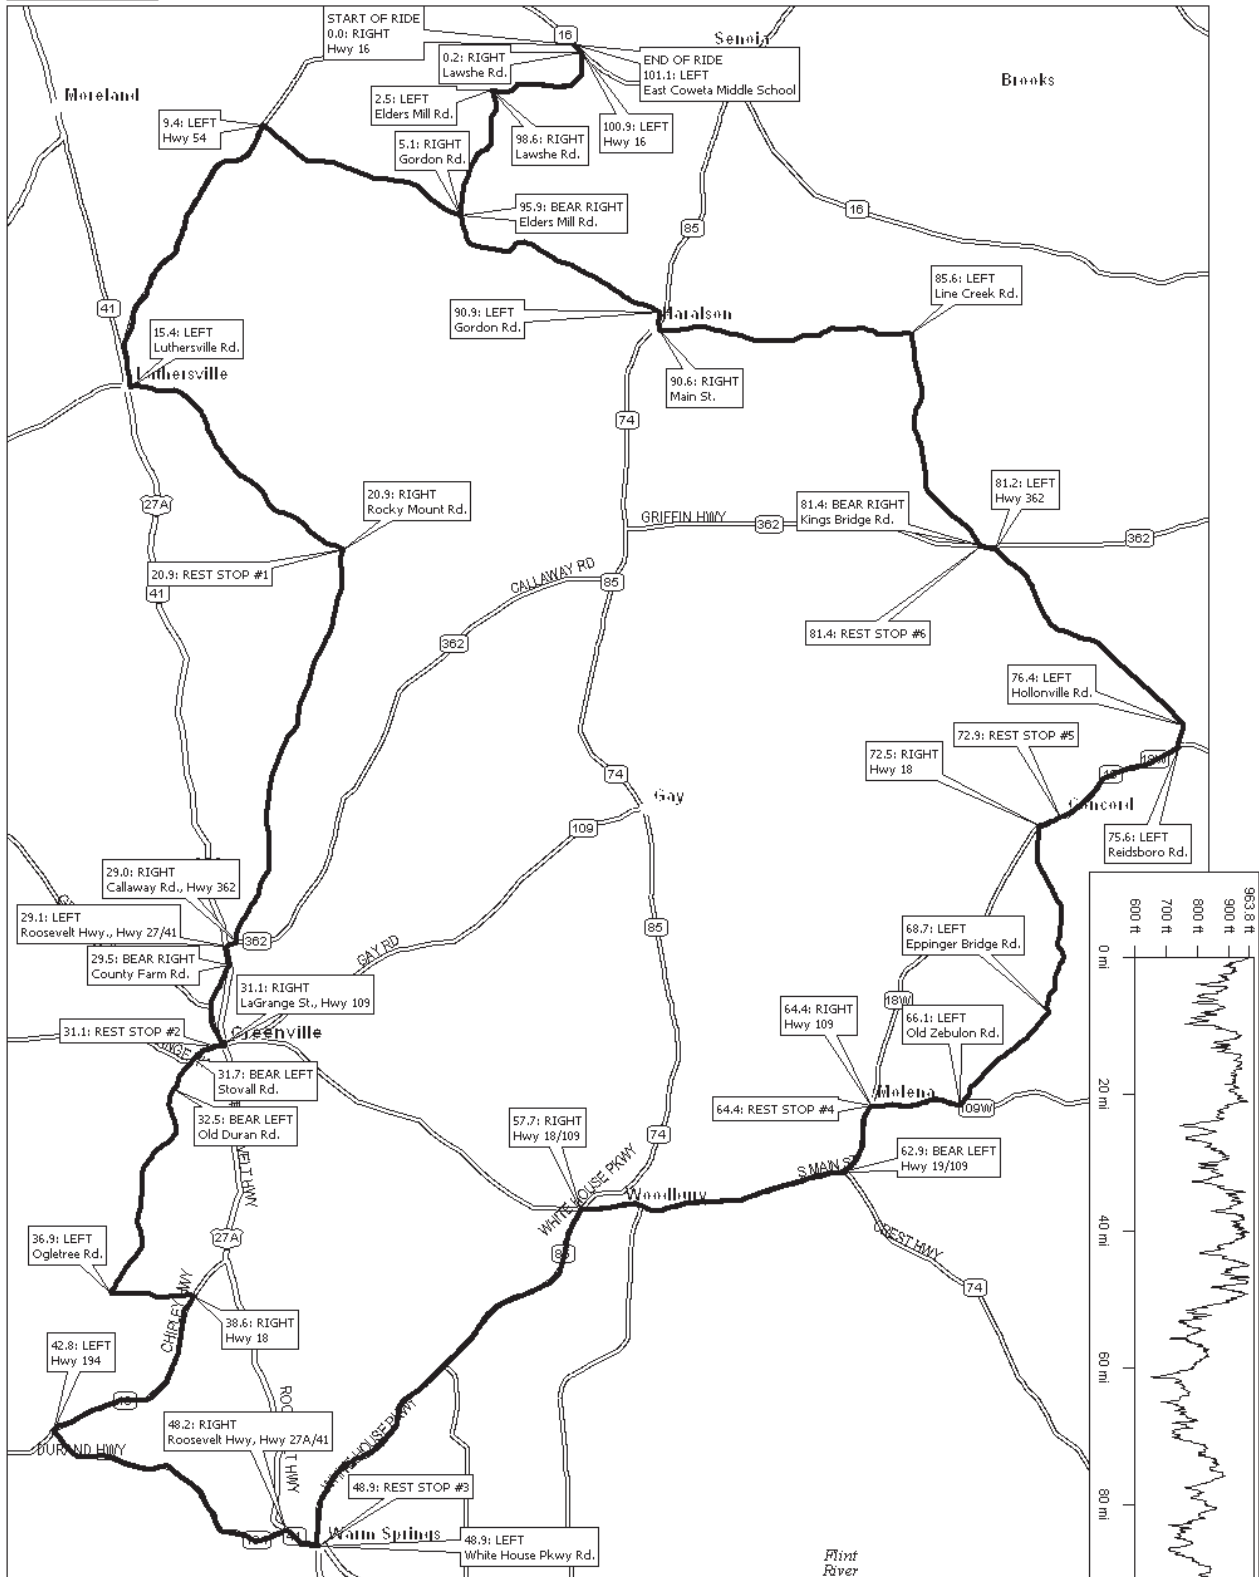 START OF RIDE
0.0: RIGHT
Hwy 16
16
Senoia
0.2: RIGHT
Lawshe Rd.
END OF RIDE
101.1: LEFT
East Coweta Middle School
Brooks
Moreland
2.5: LEFT
Elders Mill Rd.
9.4: LEFT
Hwy 54
98.6: RIGHT
Lawshe Rd.
100.9: LEFT
Hwy 16
5.1: RIGHT
Gordon Rd.
95.9: BEAR RIGHT
Elders Mill Rd.
16
85
85.6: LEFT
Line Creek Rd.
41
90.9: LEFT
Gordon Rd.
Haralson
15.4: LEFT
Luthersville Rd.
Luthersville
90.6: RIGHT
Main St.
74
20.9: RIGHT
Rocky Mount Rd.
27A
81.2: LEFT
Hwy 362
81.4: BEAR RIGHT
Kings Bridge Rd.
GRIFFIN HWY
362
362
20.9: REST STOP #1
CALLAWAY RD
85
41
362
81.4: REST STOP #6
76.4: LEFT
Hollonville Rd.
72.9: REST STOP #5
72.5: RIGHT
Hwy 18
18W
74
Gay
Concord
109
75.6: LEFT
Reidsboro Rd.
29.0: RIGHT
Callaway Rd., Hwy 362
29.1: LEFT
Roosevelt Hwy., Hwy 27/41
362
GAY RD
85
68.7: LEFT
Eppinger Bridge Rd.
29.5: BEAR RIGHT
County Farm Rd.
31.1: RIGHT
LaGrange St., Hwy 109
18W
64.4: RIGHT
Hwy 109
66.1: LEFT
Old Zebulon Rd.
31.1: REST STOP #2
Greenville
31.7: BEAR LEFT
Stovall Rd.
Molena
64.4: REST STOP #4
109W
32.5: BEAR LEFT
Old Duran Rd.
57.7: RIGHT
Hwy 18/109
74
62.9: BEAR LEFT
Hwy 19/109
S MAIN S
WHITE HOUSE PKWY
Woodbury
36.9: LEFT
Ogletree Rd.
27A
85
CREST HWY
74
CHIPLEY HWY
38.6: RIGHT
Hwy 18
42.8: LEFT
Hwy 194
18
48.2: RIGHT
Roosevelt Hwy, Hwy 27A/41
DURAND HWY
48.9: REST STOP #3
Warm Springs
48.9: LEFT
White House Pkwy Rd.
Flint
River
963.8 ft
900 ft
800 ft
700 ft
600 ft
0 mi
20 mi
40 mi
60 mi
80 mi